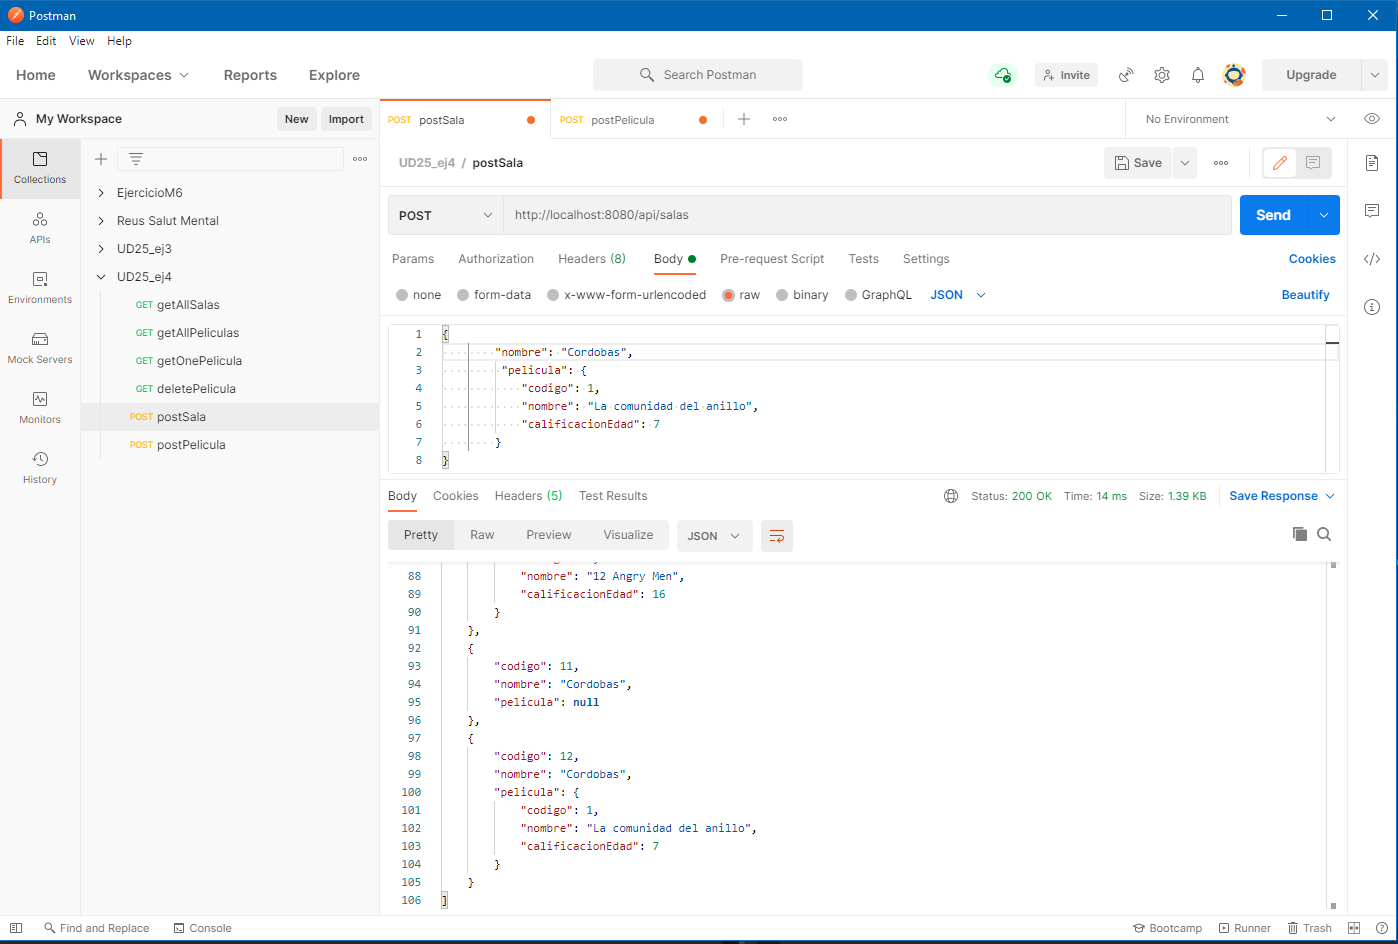 Postman
File Edit View Help
Home Workspaces Reports Explore Search Postman Invite Upgrade
My Workspace New Import
POST postSala POST postPelicula No Environment
Collections
APIs
Environments
Mock Servers
Monitors
History
EjercicioM6
Reus Salut Mental
UD25_ej3
UD25_ej4
GET getAllSalas
GET getAllPeliculas
GET getOnePelicula
GET deletePelicula
POST postSala
POST postPelicula
UD25_ej4 / postSala Save
POST http://localhost:8080/api/salas Send
Params Authorization Headers (8) Body Pre-request Script Tests Settings Cookies
none form-data x-www-form-urlencoded raw binary GraphQL JSON Beautify
1 {
2 "nombre": "Cordobas",
3 "pelicula": {
4 "codigo": 1,
5 "nombre": "La comunidad del anillo",
6 "calificacionEdad": 7
7 }
8 }
Body Cookies Headers (5) Test Results Status: 200 OK Time: 14 ms Size: 1.39 KB Save Response
Pretty Raw Preview Visualize JSON
88 "nombre": "12 Angry Men",
89 "calificacionEdad": 16
90 }
91 },
92 {
93 "codigo": 11,
94 "nombre": "Cordobas",
95 "pelicula": null
96 },
97 {
98 "codigo": 12,
99 "nombre": "Cordobas",
100 "pelicula": {
101 "codigo": 1,
102 "nombre": "La comunidad del anillo",
103 "calificacionEdad": 7
104 }
105 }
106 ]
Find and Replace Console Bootcamp Runner Trash